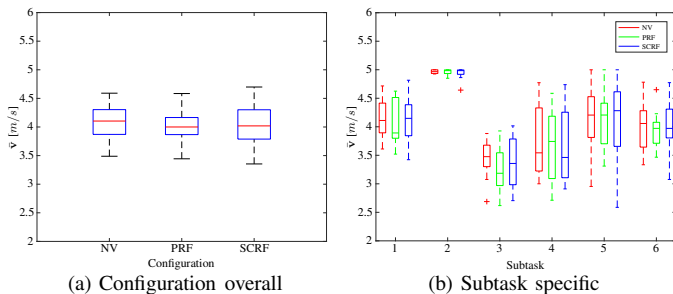 6
5.5
5
4.5
4
3.5
3
2.5
2
v̄ [m/s]
NV PRF SCRF
Configuration
(a) Configuration overall
6
5.5
5
4.5
4
3.5
3
2.5
2
v̄ [m/s]
NV
PRF
SCRF
1 2 3 4 5 6
Subtask
(b) Subtask specific